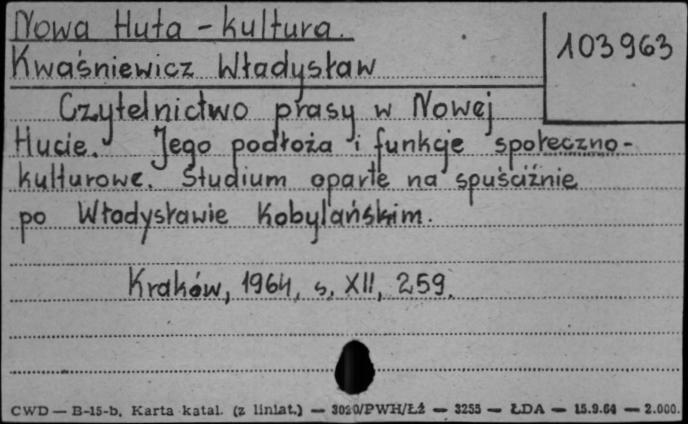 Nowa Huta - kultura.
103963
Kwaśniewicz Władysław
Czytelnictwo prasy w Nowej
Hucie. Jego podłoża i funkcje społeczno-
kulturowe. Studium oparte na spuściźnie
po Władysławie Kobylańskim.
Kraków, 1964, s. XII, 259.
CWD — B-15-b. Karta katal. (z liniat.) — 3020/PWH/Łż — 3255 — ŁDA — 15.9.64 — 2.000.